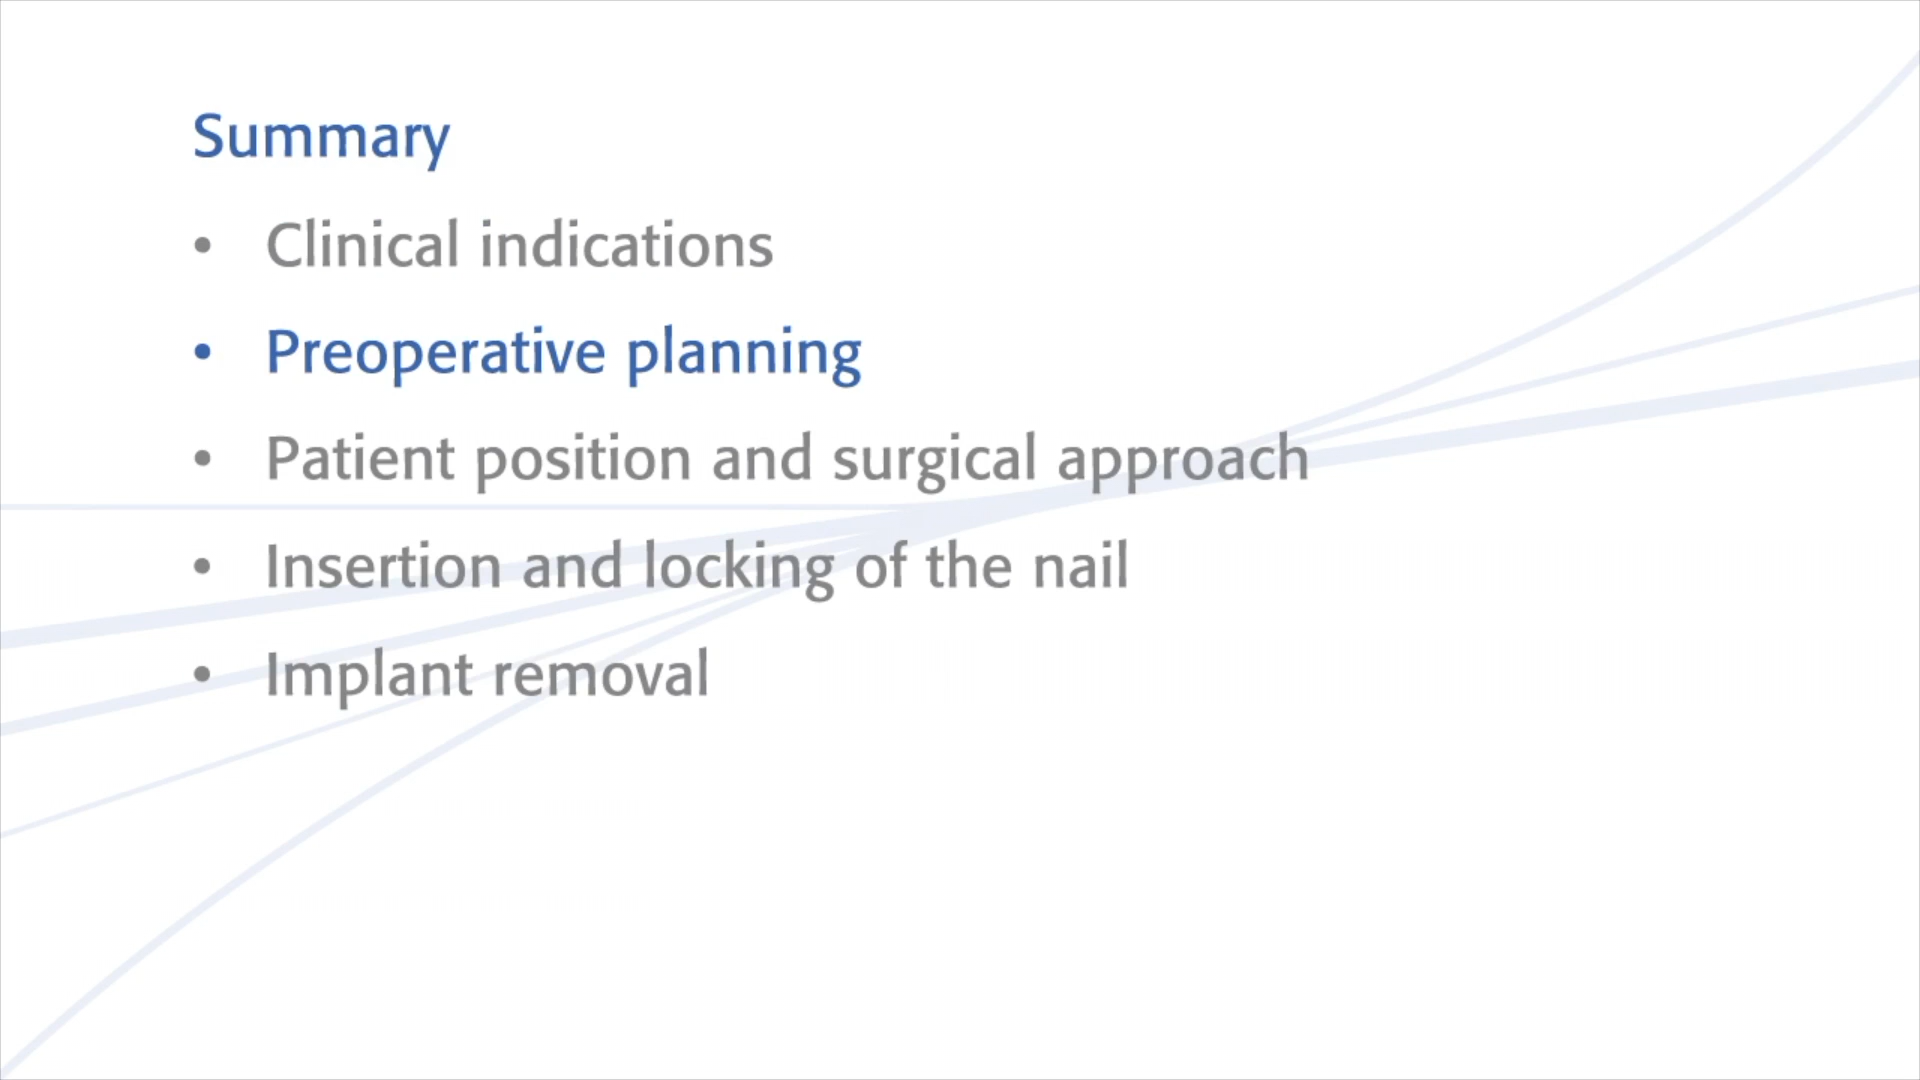 Summary
• Clinical indications
• Preoperative planning
• Patient position and surgical approach
• Insertion and locking of the nail
• Implant removal